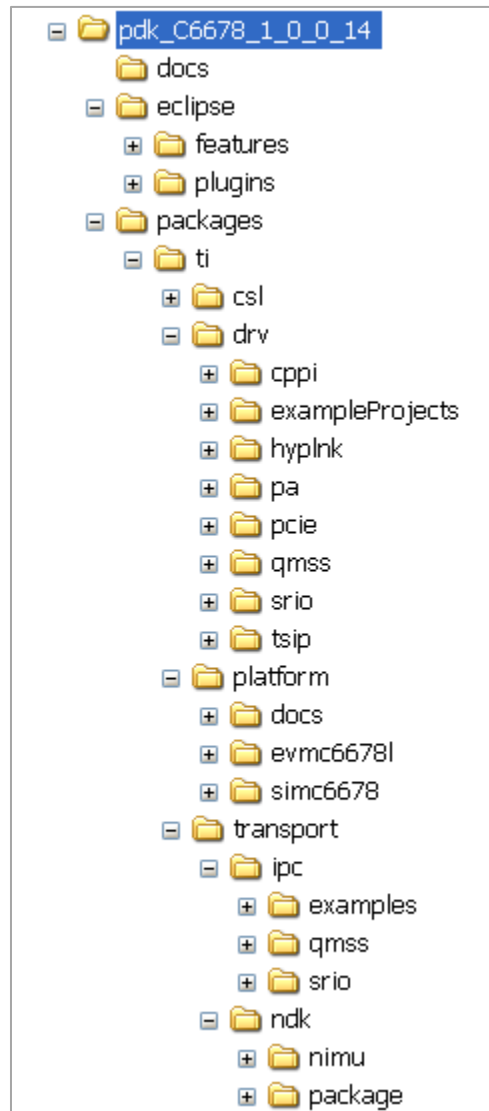 pdk_C6678_1_0_0_14
docs
eclipse
features
plugins
packages
ti
csl
drv
cppi
exampleProjects
hyplnk
pa
pcie
qmss
srio
tsip
platform
docs
evmc6678l
simc6678
transport
ipc
examples
qmss
srio
ndk
nimu
package